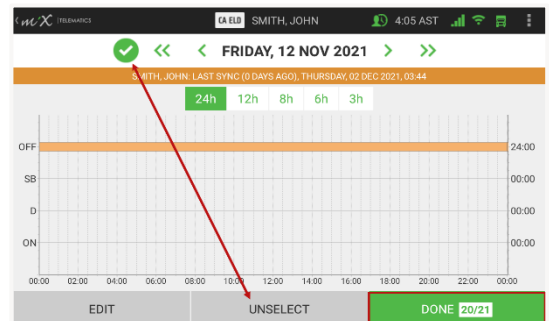 miX TELEMATICS CA ELD SMITH, JOHN 4:05 AST
<< < FRIDAY, 12 NOV 2021 > >>
SMITH, JOHN: LAST SYNC (0 DAYS AGO), THURSDAY, 02 DEC 2021, 03:44
24h 12h 8h 6h 3h
OFF 24:00
SB 00:00
D 00:00
ON 00:00
00:00 02:00 04:00 06:00 08:00 10:00 12:00 14:00 16:00 18:00 20:00 22:00 00:00
EDIT UNSELECT DONE 20/21